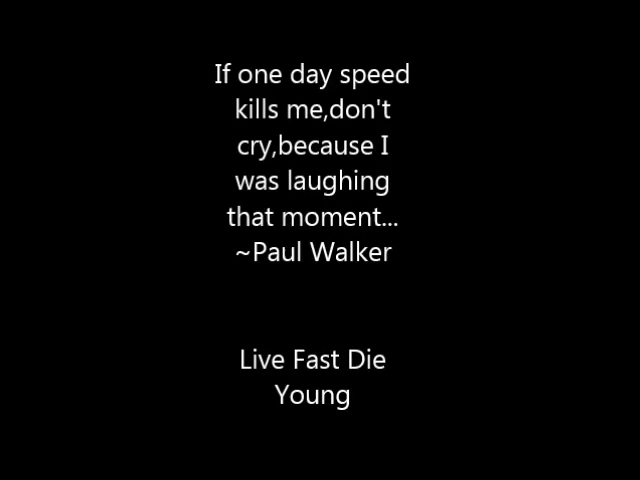 If one day speed
kills me,don't
cry,because I
was laughing
that moment...
~Paul Walker
Live Fast Die
Young